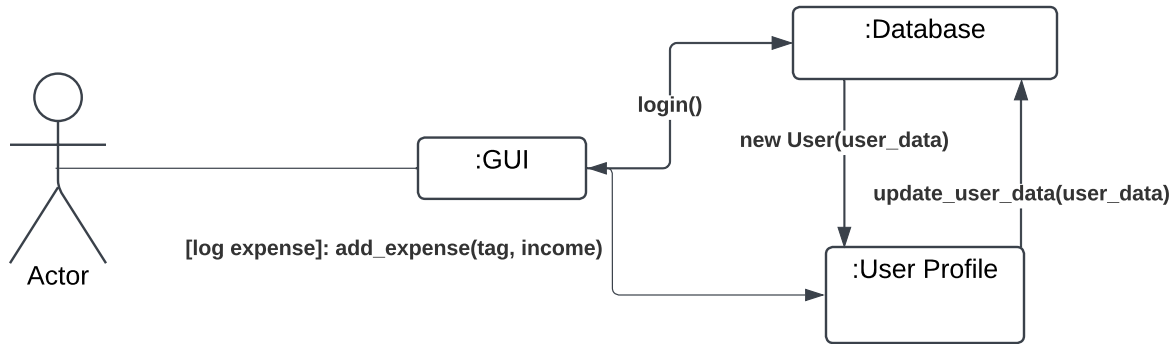 :Database
login()
new User(user_data)
:GUI
update_user_data(user_data)
[log expense]: add_expense(tag, income)
:User Profile
Actor